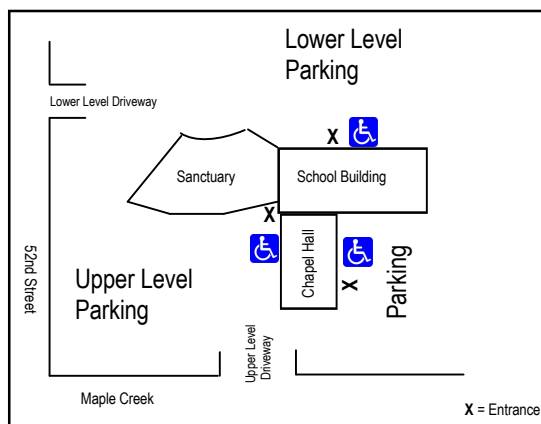 Lower Level
Parking
Lower Level Driveway
X
Sanctuary
School Building
X
52nd Street
Upper Level
Parking
Chapel Hall
X
Parking
Upper Level
Driveway
Maple Creek
X = Entrance